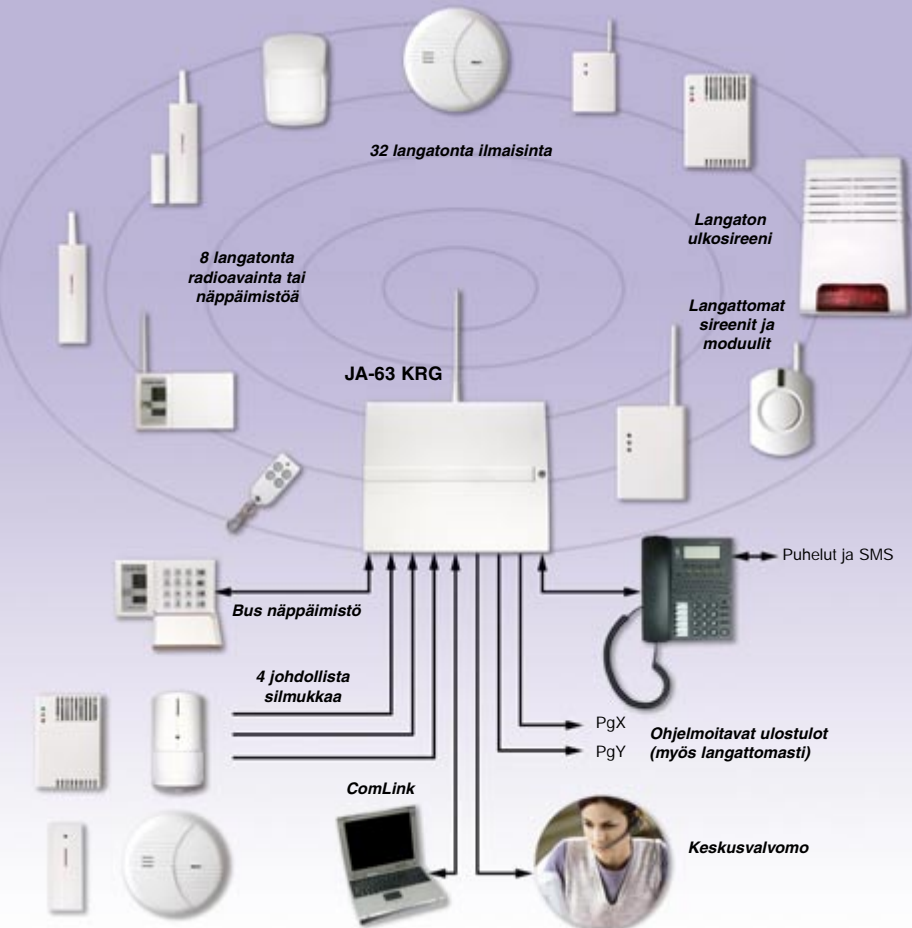 32 langatonta ilmaisinta
Langaton
ulkosireeni
8 langatonta
radioavainta tai
näppäimistöä
Langattomat
sireenit ja
moduulit
JA-63 KRG
Puhelut ja SMS
Bus näppäimistö
4 johdollista
silmukkaa
PgX
PgY
Ohjelmoitavat ulostulot
(myös langattomasti)
ComLink
Keskusvalvomo